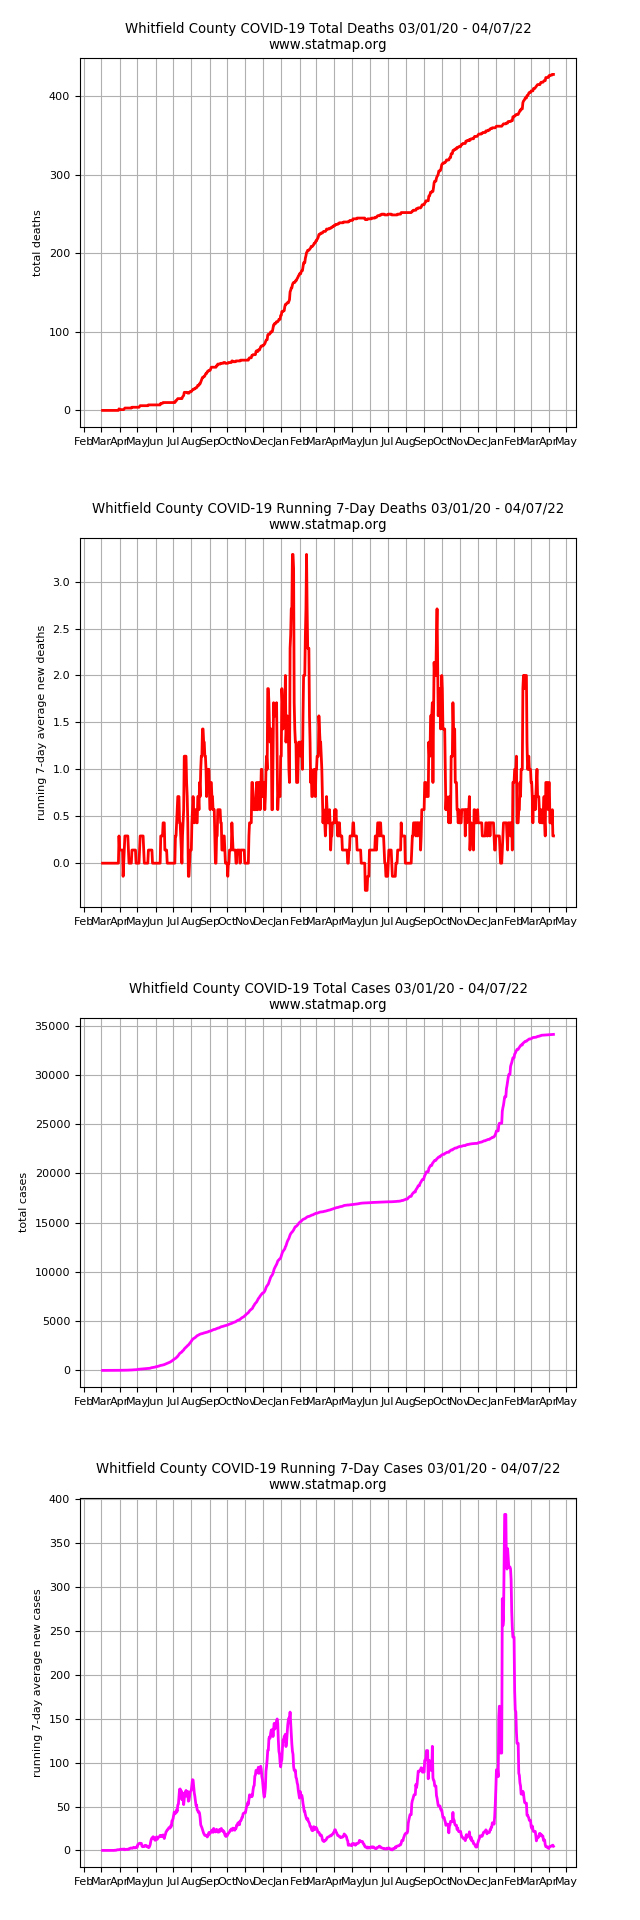 Whitfield County COVID-19 Total Deaths 03/01/20 - 04/07/22
www.statmap.org
400
300
200
100
0
total deaths
Feb Mar Apr May Jun Jul Aug Sep Oct Nov Dec Jan Feb Mar Apr May Jun Jul Aug Sep Oct Nov Dec Jan Feb Mar Apr May
Whitfield County COVID-19 Running 7-Day Deaths 03/01/20 - 04/07/22
www.statmap.org
3.0
2.5
2.0
1.5
1.0
0.5
0.0
running 7-day average new deaths
Feb Mar Apr May Jun Jul Aug Sep Oct Nov Dec Jan Feb Mar Apr May Jun Jul Aug Sep Oct Nov Dec Jan Feb Mar Apr May
Whitfield County COVID-19 Total Cases 03/01/20 - 04/07/22
www.statmap.org
35000
30000
25000
20000
15000
10000
5000
0
total cases
Feb Mar Apr May Jun Jul Aug Sep Oct Nov Dec Jan Feb Mar Apr May Jun Jul Aug Sep Oct Nov Dec Jan Feb Mar Apr May
Whitfield County COVID-19 Running 7-Day Cases 03/01/20 - 04/07/22
www.statmap.org
400
350
300
250
200
150
100
50
0
running 7-day average new cases
Feb Mar Apr May Jun Jul Aug Sep Oct Nov Dec Jan Feb Mar Apr May Jun Jul Aug Sep Oct Nov Dec Jan Feb Mar Apr May